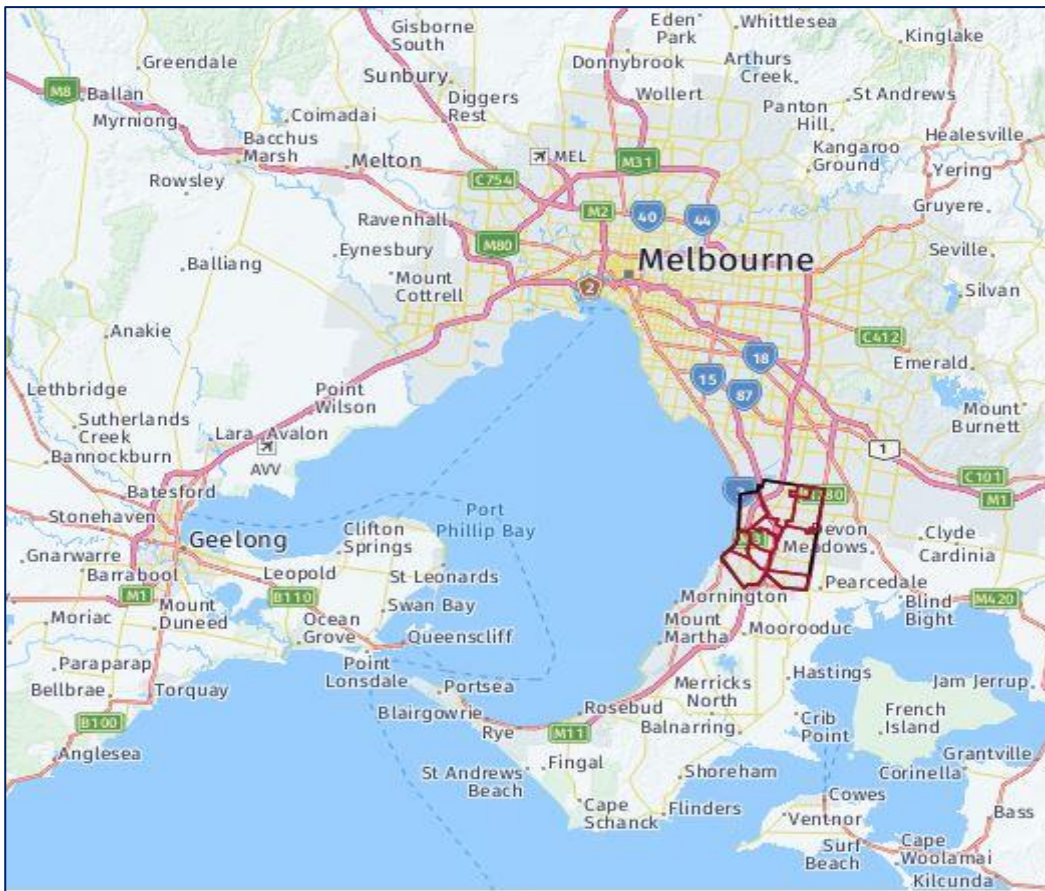 Gisborne
South
Eden
Park
Whittlesea
Kinglake
Greendale
Donnybrook
Arthurs
Creek
Sunbury
M8
Ballan
Diggers
Rest
Wollert
St Andrews
Myrniong
Coimadai
Panton
Hill
Healesville
Bacchus
Marsh
Melton
MEL
M31
Kangaroo
Ground
Yering
Rowsley
C754
Gruyere
Ravenhall
M2
40
44
Eynesbury
M80
Seville
Balliang
Mount
Cottrell
Melbourne
2
Silvan
Anakie
C412
18
Emerald
Lethbridge
Point
Wilson
15
87
Mount
Burnett
Sutherlands
Creek
Lara
Avalon
1
Bannockburn
AVV
C101
M1
Batesford
Port
Phillip Bay
Stonehaven
Clifton
Springs
Devon
Meadows
Clyde
Geelong
Cardinia
Gnarwarre
Leopold
St Leonards
Pearcedale
Barrabool
B110
Mornington
Blind
Bight
M420
M1
Mount
Duneed
Swan Bay
Moriac
Ocean
Grove
Queenscliff
Mount
Martha
Moorooduc
Paraparap
Point
Lonsdale
Hastings
Bellbrae
Torquay
Portsea
Merricks
North
Jam Jerrup
Blairgowrie
Rosebud
French
Island
B100
Rye
M11
Balnarring
Crib
Point
Anglesea
Grantville
St Andrews
Beach
Fingal
Shoreham
Corinella
Cape
Schanck
Flinders
Cowes
Ventnor
Bass
Surf
Beach
Cape
Woolamai
Kilcunda